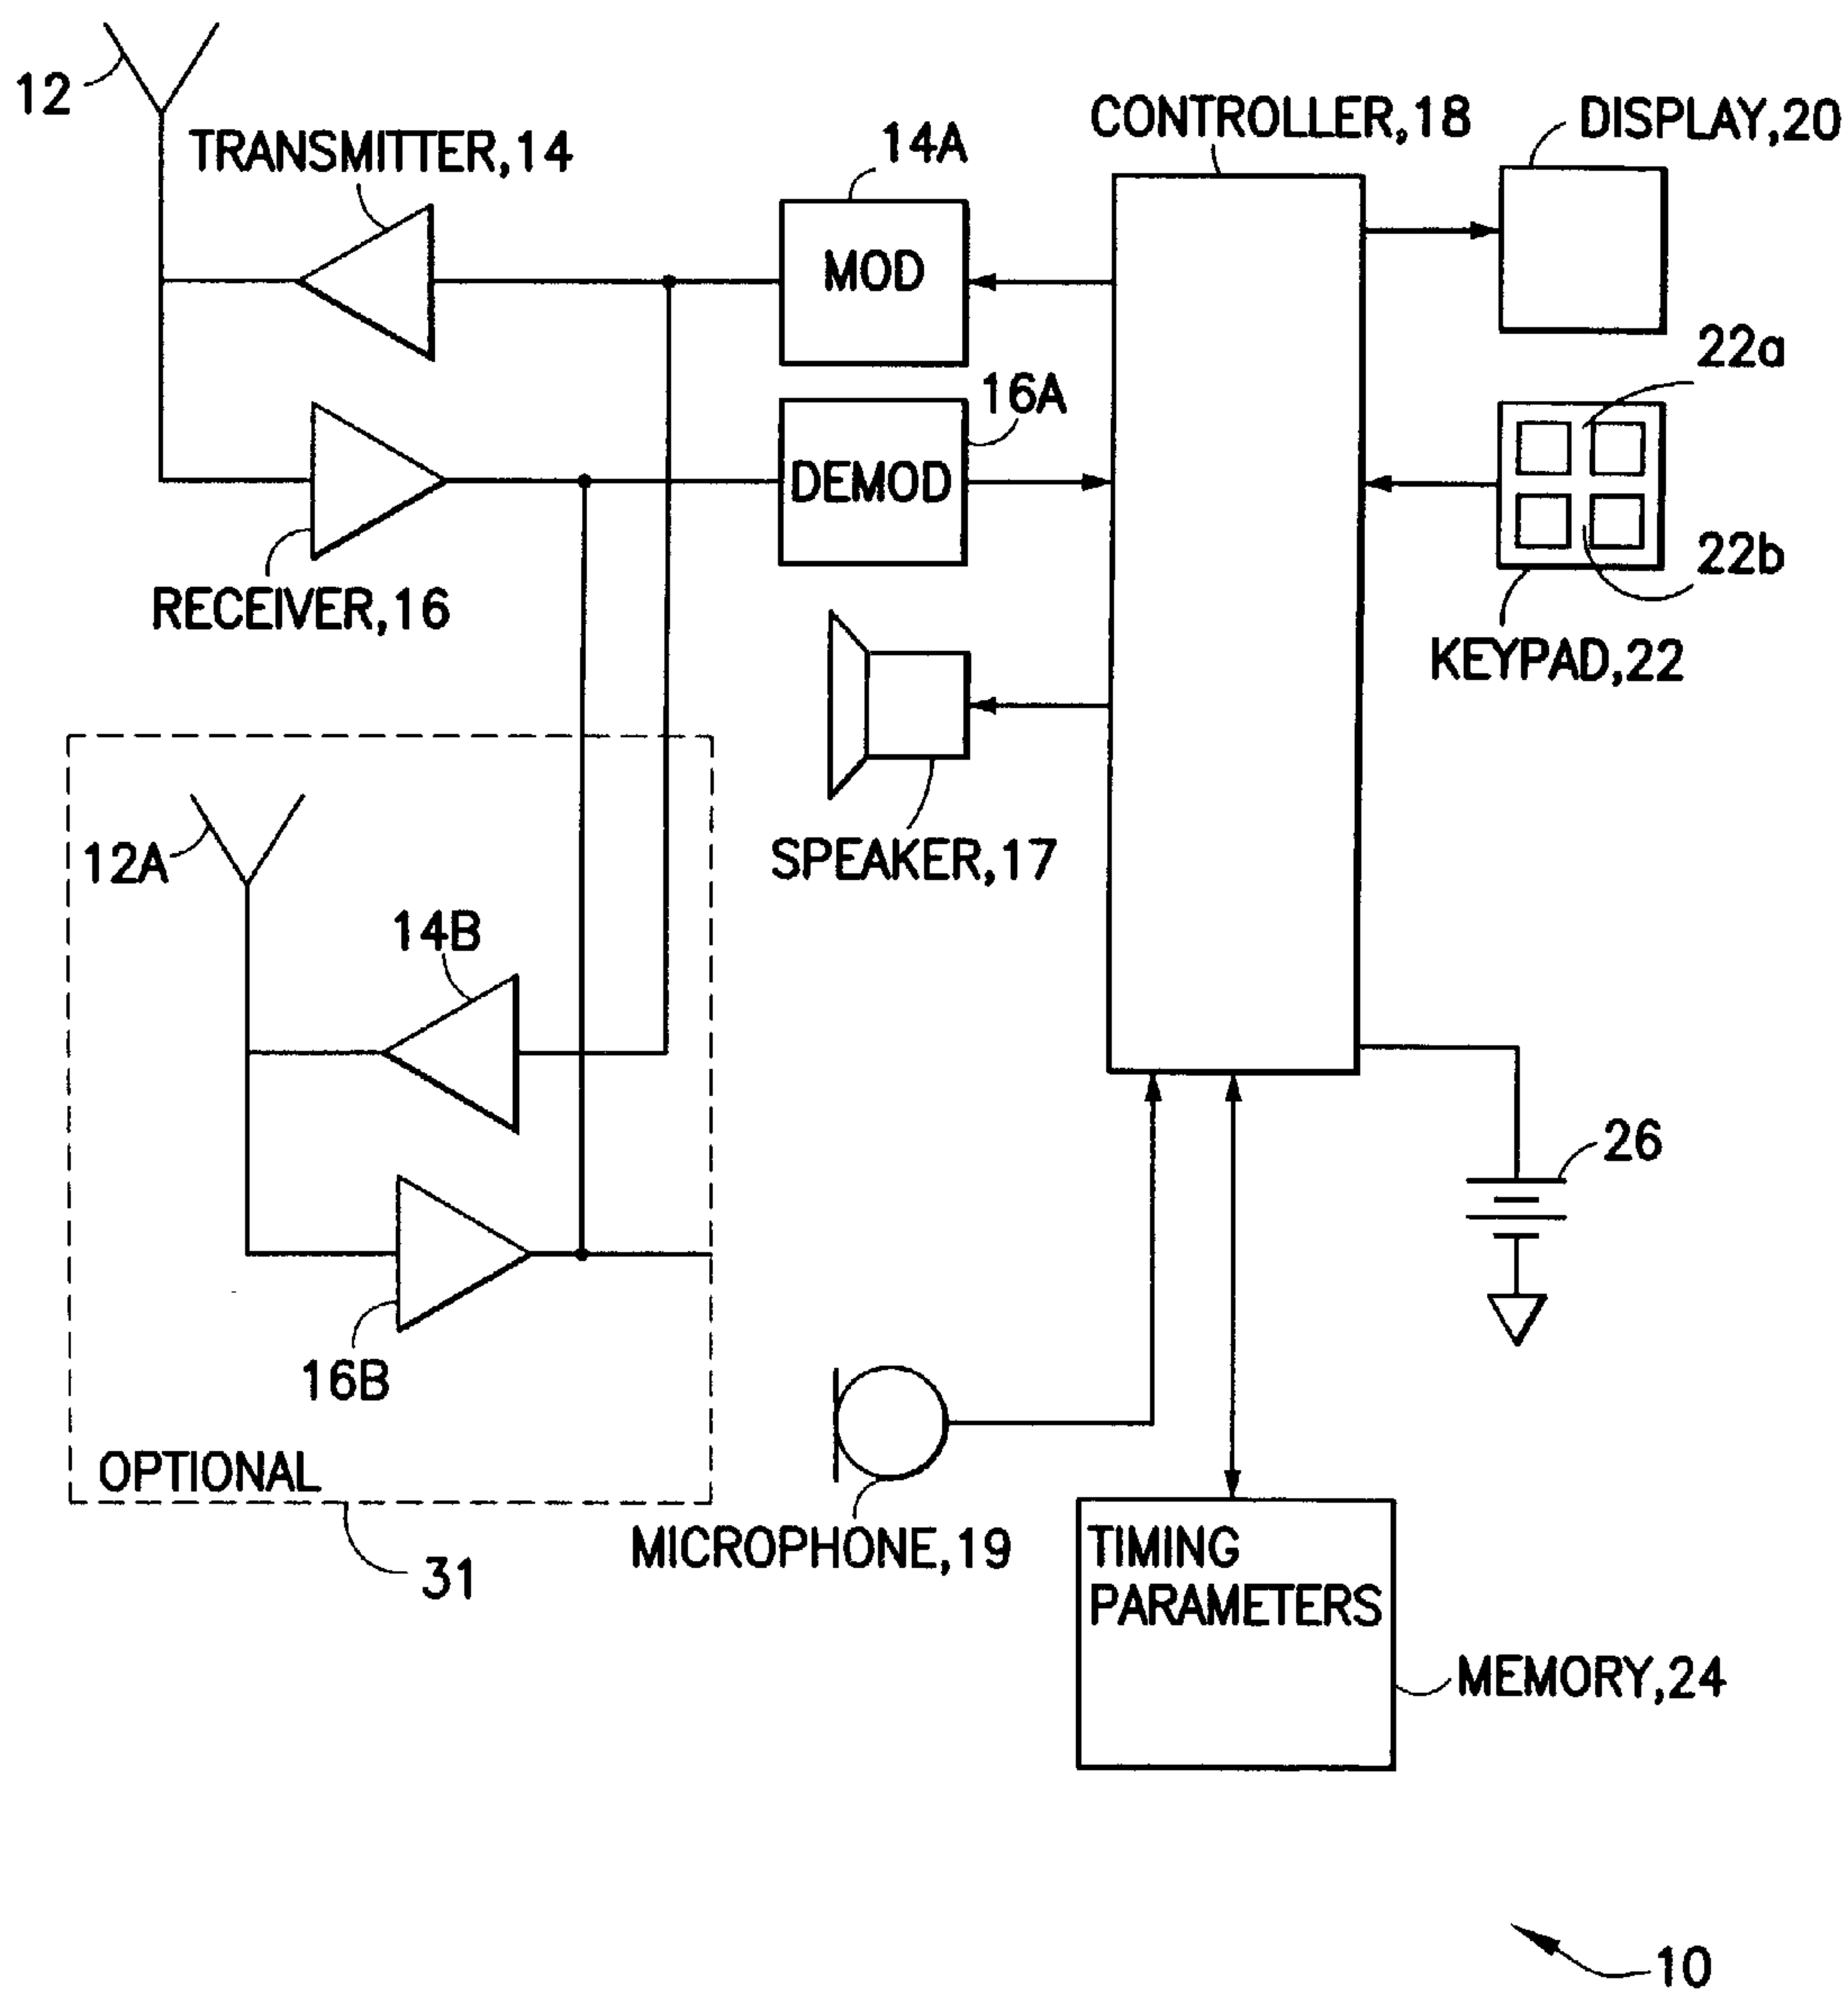 12
TRANSMITTER,14
14A
CONTROLLER,18
DISPLAY,20
MOD
22a
16A
DEMOD
22b
RECEIVER,16
KEYPAD,22
SPEAKER,17
12A
14B
26
16B
OPTIONAL
31
MICROPHONE,19
TIMING
PARAMETERS
MEMORY,24
10